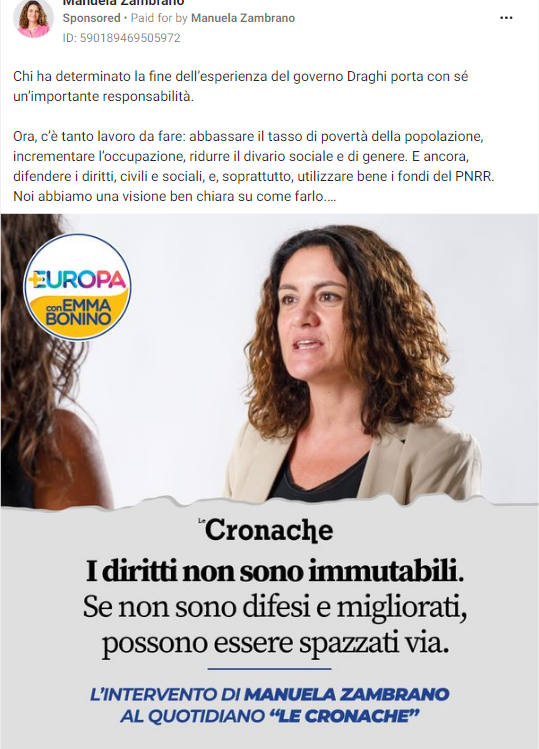 Manuela Zambrano
Sponsored • Paid for by Manuela Zambrano
ID: 590189469505972
Chi ha determinato la fine dell'esperienza del governo Draghi porta con sé
un'importante responsabilità.
Ora, c'è tanto lavoro da fare: abbassare il tasso di povertà della popolazione,
incrementare l'occupazione, ridurre il divario sociale e di genere. E ancora,
difendere i diritti, civili e sociali, e, soprattutto, utilizzare bene i fondi del PNRR.
Noi abbiamo una visione ben chiara su come farlo....
+EUROPA
con EMMA
BONINO
Le Cronache
I diritti non sono immutabili.
Se non sono difesi e migliorati,
possono essere spazzati via.
L'INTERVENTO DI MANUELA ZAMBRANO
AL QUOTIDIANO “LE CRONACHE”